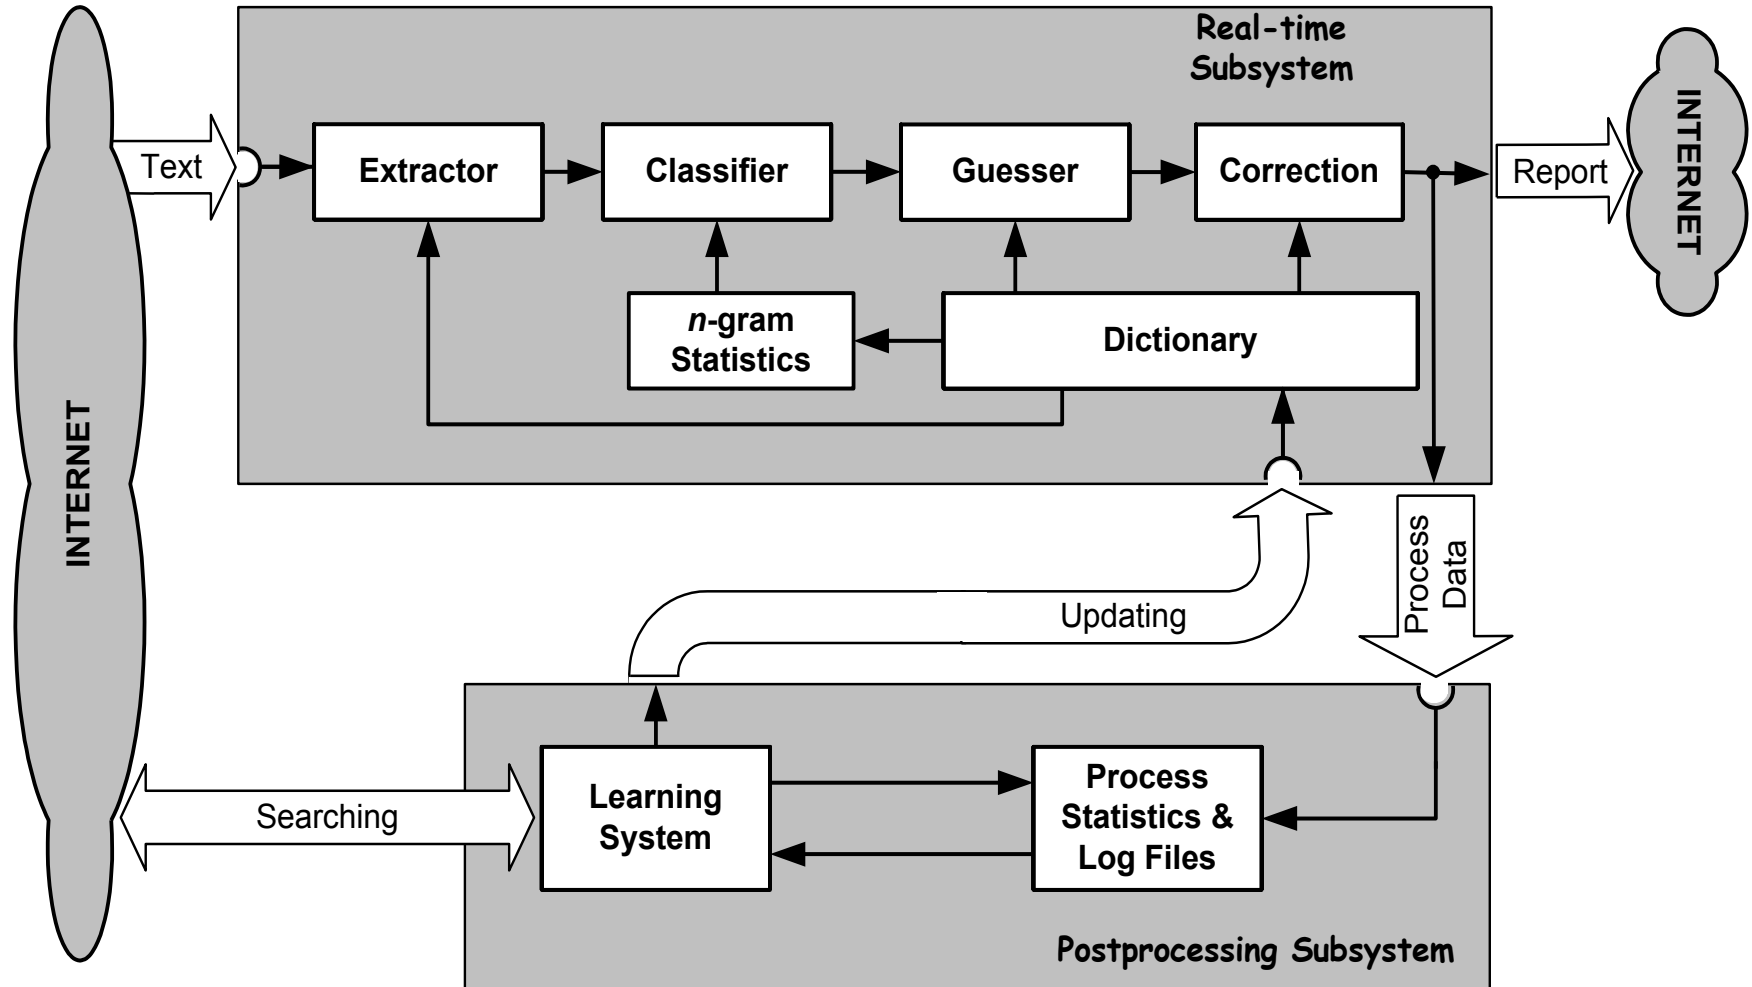 Real-time
Subsystem
INTERNET
Text
Extractor
Classifier
Guesser
Correction
Report
INTERNET
n-gram
Statistics
Dictionary
Process
Data
Updating
Searching
Learning
System
Process
Statistics &
Log Files
Postprocessing Subsystem